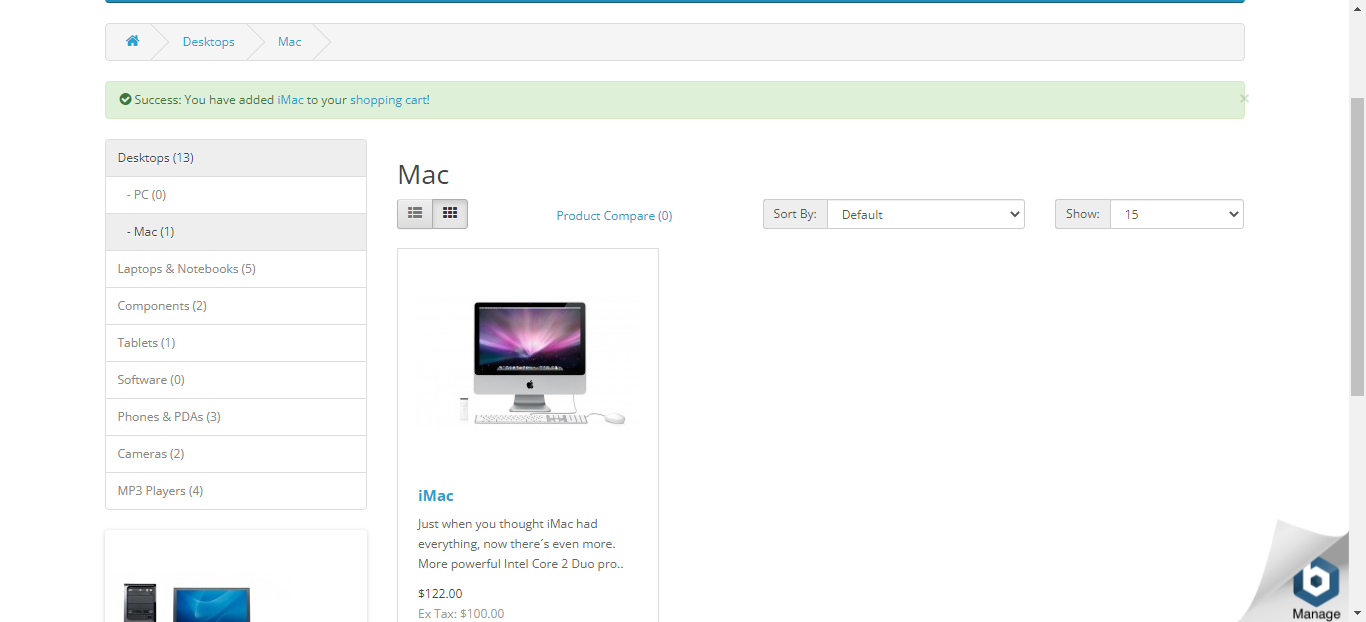 Desktops
Mac
Success: You have added iMac to your shopping cart!
×
Desktops (13)
- PC (0)
- Mac (1)
Laptops & Notebooks (5)
Components (2)
Tablets (1)
Software (0)
Phones & PDAs (3)
Cameras (2)
MP3 Players (4)
Mac
Product Compare (0)
Sort By: Default
Show: 15
iMac
Just when you thought iMac had
everything, now there´s even more.
More powerful Intel Core 2 Duo pro..
$122.00
Ex Tax: $100.00
Manage